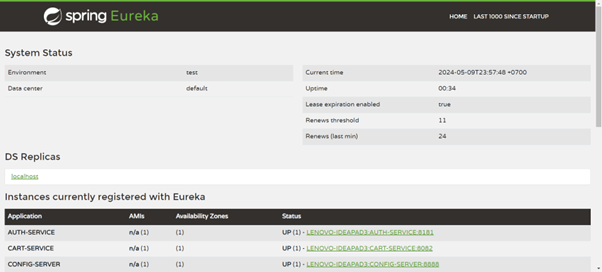 spring Eureka
HOME LAST 1000 SINCE STARTUP
System Status
Environment test
Data center default
Current time 2024-05-09T23:57:48 +0700
Uptime 00:34
Lease expiration enabled true
Renews threshold 11
Renews (last min) 24
DS Replicas
localhost
Instances currently registered with Eureka
Application AMIs Availability Zones Status
AUTH-SERVICE n/a (1) (1) UP (1) - LENOVO-IDEAPAD3:AUTH-SERVICE:8181
CART-SERVICE n/a (1) (1) UP (1) - LENOVO-IDEAPAD3:CART-SERVICE:8082
CONFIG-SERVER n/a (1) (1) UP (1) - LENOVO-IDEAPAD3:CONFIG-SERVER:8888